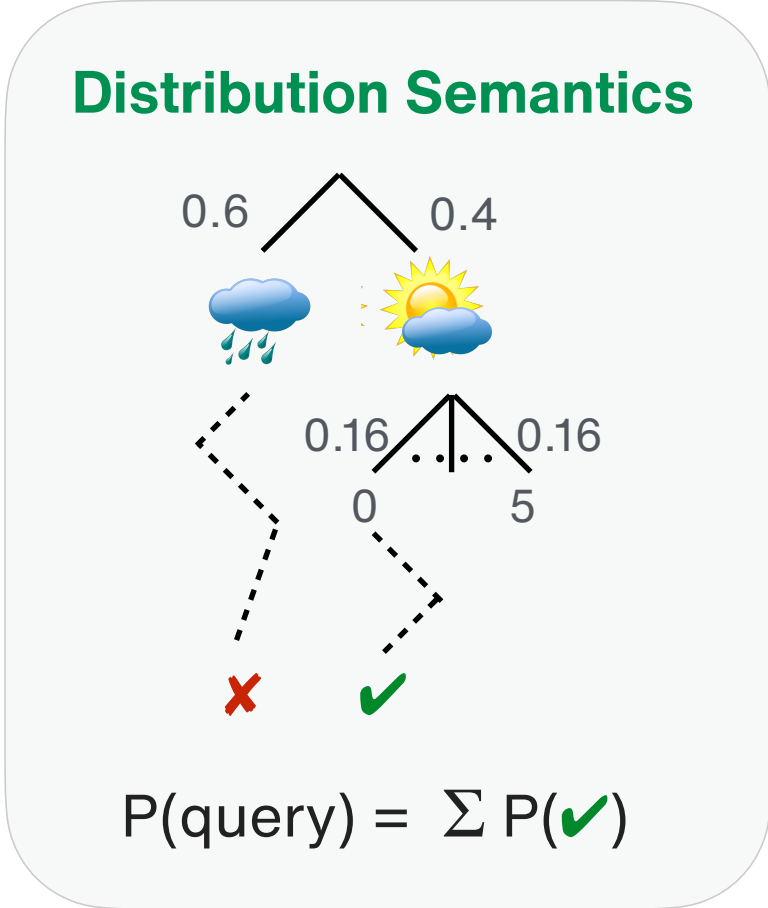 Distribution Semantics
0.6 0.4
0.16 0.16
0 5
✘ ✔
P(query) = Σ P(✔)